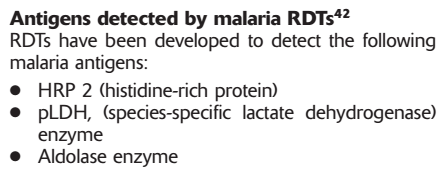 Antigens detected by malaria RDTs⁴²
RDTs have been developed to detect the following
malaria antigens:
● HRP 2 (histidine-rich protein)
● pLDH, (species-specific lactate dehydrogenase)
enzyme
● Aldolase enzyme